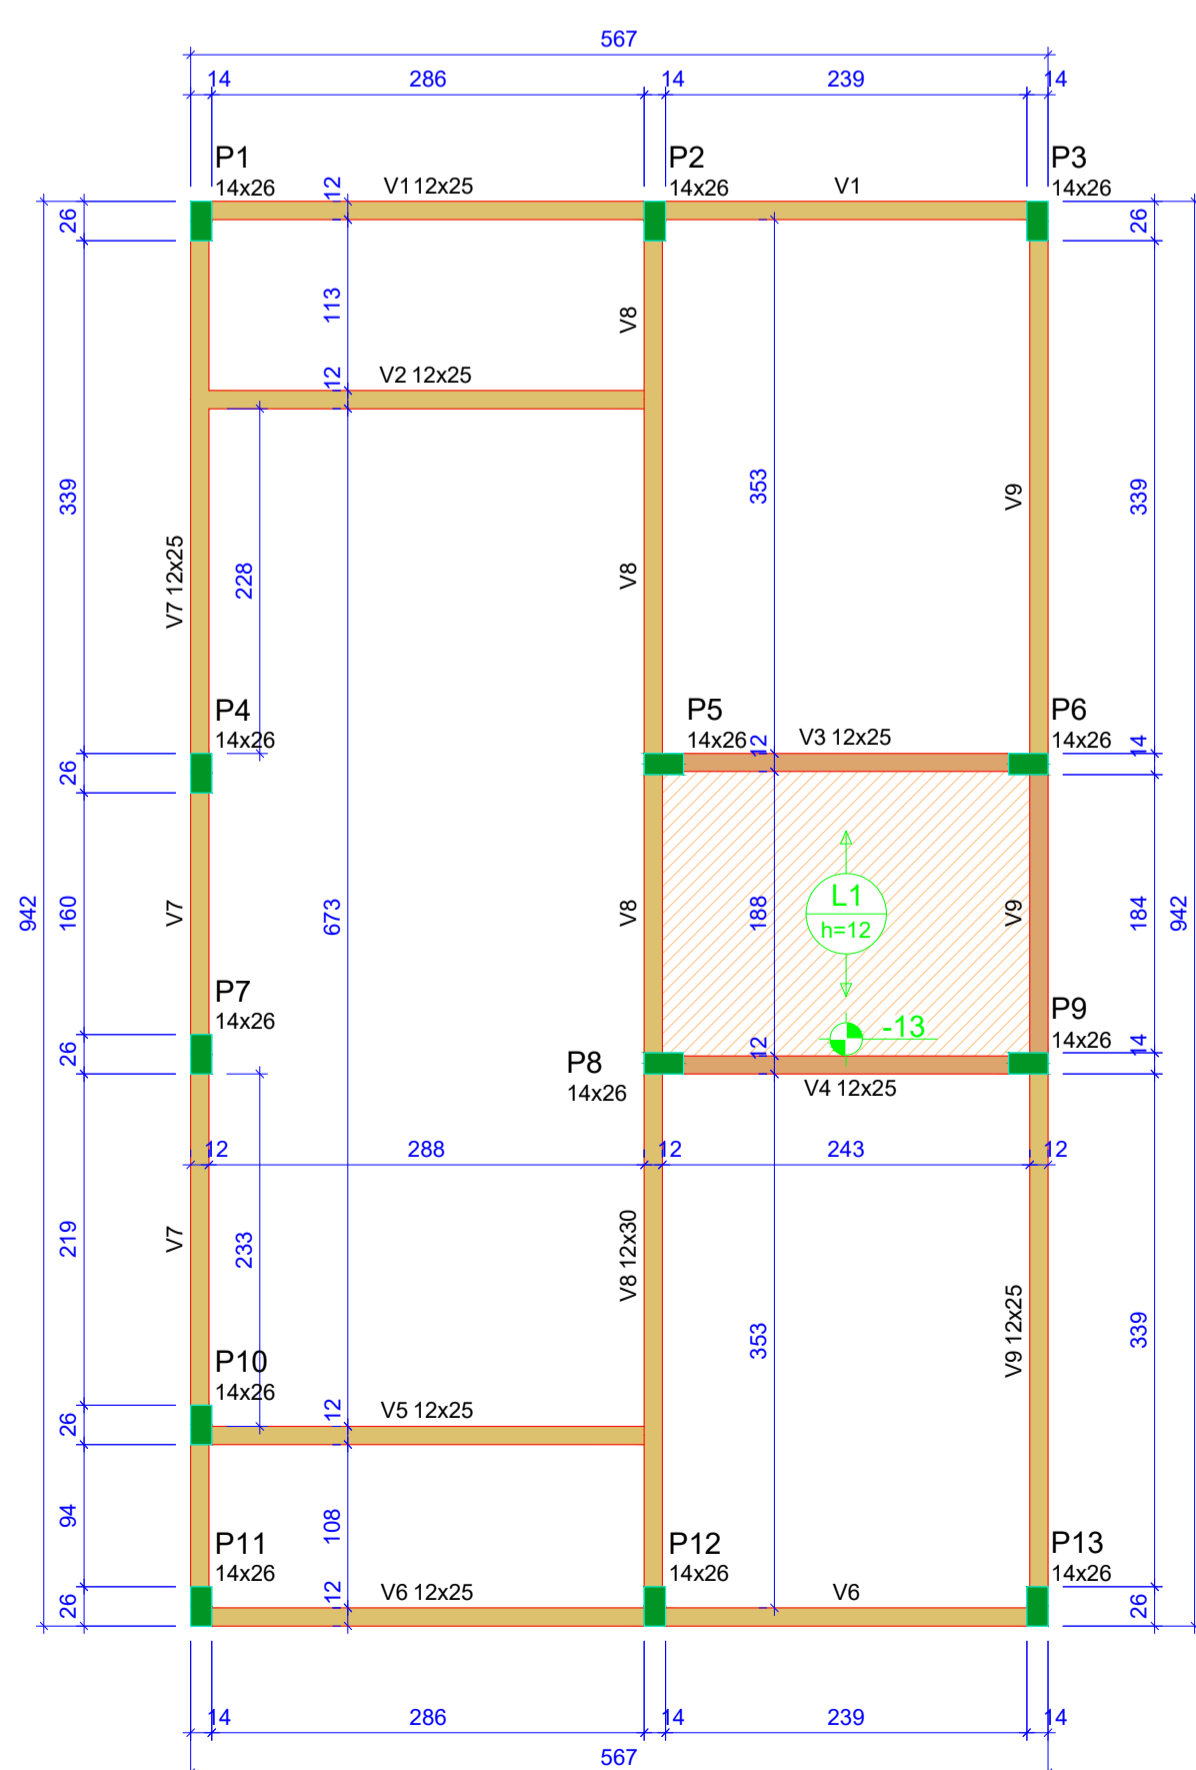 567
14 286 14 239 14
P1 P2 P3
14x26 12 V1 12x25 14x26 V1 14x26
26 26
113 V8
12 V2 12x25
339 353 V9 339
V7 12x25 228 V8
P4 P5 P6
14x26 14x26 12 V3 12x25 14x26 14
26
L1
942 160 V7 673 V8 188 h=12 V9 184 942
P7 P9
14x26 -13 14x26
26 P8 12 14
14x26 V4 12x25
12 288 12 243 12
219 V7 233 V8 12x30
353 V9 12x25 339
P10
14x26
26 12 V5 12x25
94 108
P11 P12 P13
14x26 14x26 14x26
26 12 V6 12x25 V6 26
14 286 14 239 14
567